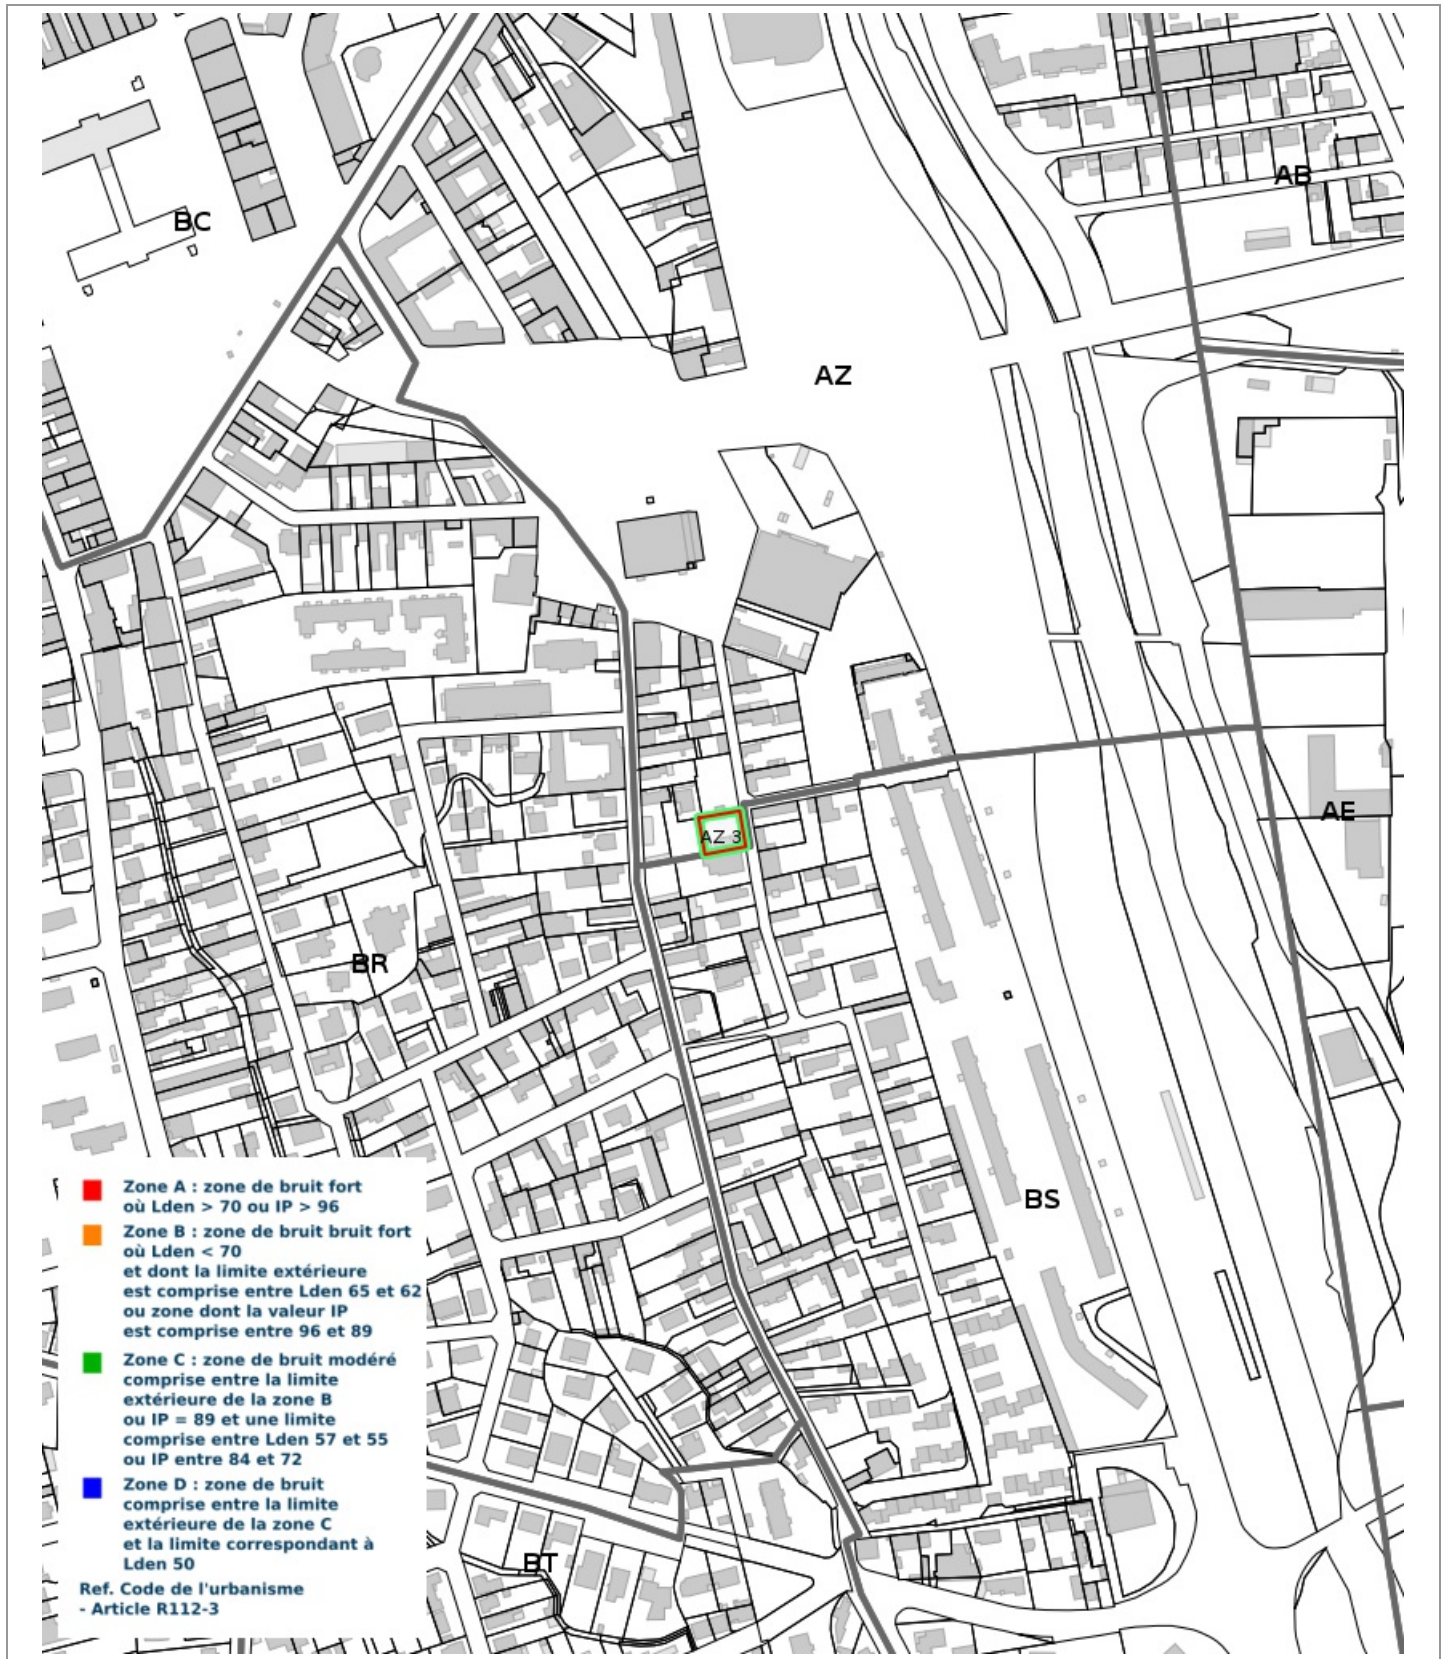 AB
BC
AZ
AE
AZ 3
BR
BS
Zone A : zone de bruit fort
où Lden > 70 ou IP > 96
Zone B : zone de bruit bruit fort
où Lden < 70
et dont la limite extérieure
est comprise entre Lden 65 et 62
ou zone dont la valeur IP
est comprise entre 96 et 89
Zone C : zone de bruit modéré
comprise entre la limite
extérieure de la zone B
ou IP = 89 et une limite
comprise entre Lden 57 et 55
ou IP entre 84 et 72
Zone D : zone de bruit
comprise entre la limite
extérieure de la zone C
et la limite correspondant à
Lden 50
Ref. Code de l'urbanisme
- Article R112-3
BT